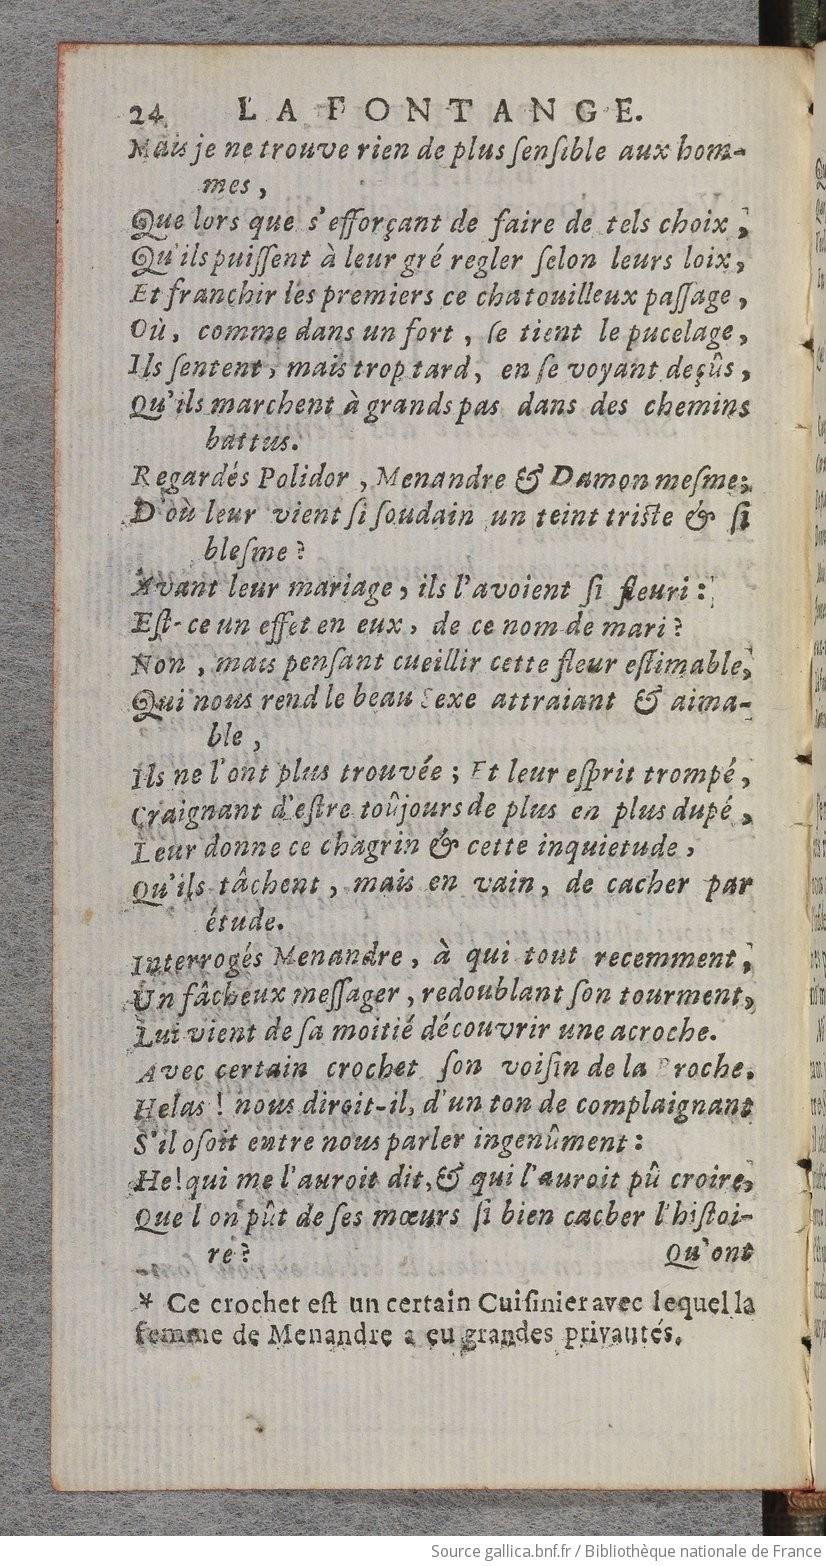 24 LA FONTANGE.
Mais je ne trouve rien de plus ſenſible aux hom-
mes,
Que lors que s'efforçant de faire de tels choix,
Qu'ils puiſſent à leur gré regler ſelon leurs loix,
Et franchir les premiers ce chatouilleux paſſage,
Où, comme dans un fort, ſe tient le pucelage,
Ils ſentent, mais trop tard, en ſe voyant deçûs,
Qu'ils marchent à grands pas dans des chemins
battus.
Regardés Polidor, Menandre & Damon meſme;
D'où leur vient ſi ſoudain un teint triſte & ſi
bleſme?
Avant leur mariage, ils l'avoient ſi fleuri:
Eſt-ce un effet en eux, de ce nom de mari?
Non, mais penſant cueillir cette fleur eſtimable,
Qui nous rend le beau Sexe attraiant & aima-
ble,
Ils ne l'ont plus trouvée; Et leur eſprit trompé,
Craignant d'eſtre toûjours de plus en plus dupé,
Leur donne ce chagrin & cette inquietude,
Qu'ils tâchent, mais en vain, de cacher par
étude.
Interrogés Menandre, à qui tout recemment,
Un fâcheux meſſager, redoublant ſon tourment,
Lui vient de ſa moitié découvrir une acroche.
Avec certain crochet ſon voiſin de la Broche.
Helas! nous diroit-il, d'un ton de complaignant
S'il oſoit entre nous parler ingenûment:
He! qui me l'auroit dit, & qui l'auroit pû croire,
Que l'on pût de ſes mœurs ſi bien cacher l'hiſtoi-
re? Qu'ont
* Ce crochet eſt un certain Cuiſinier avec lequel la
femme de Menandre a eu grandes privautés.
Source gallica.bnf.fr / Bibliothèque nationale de France